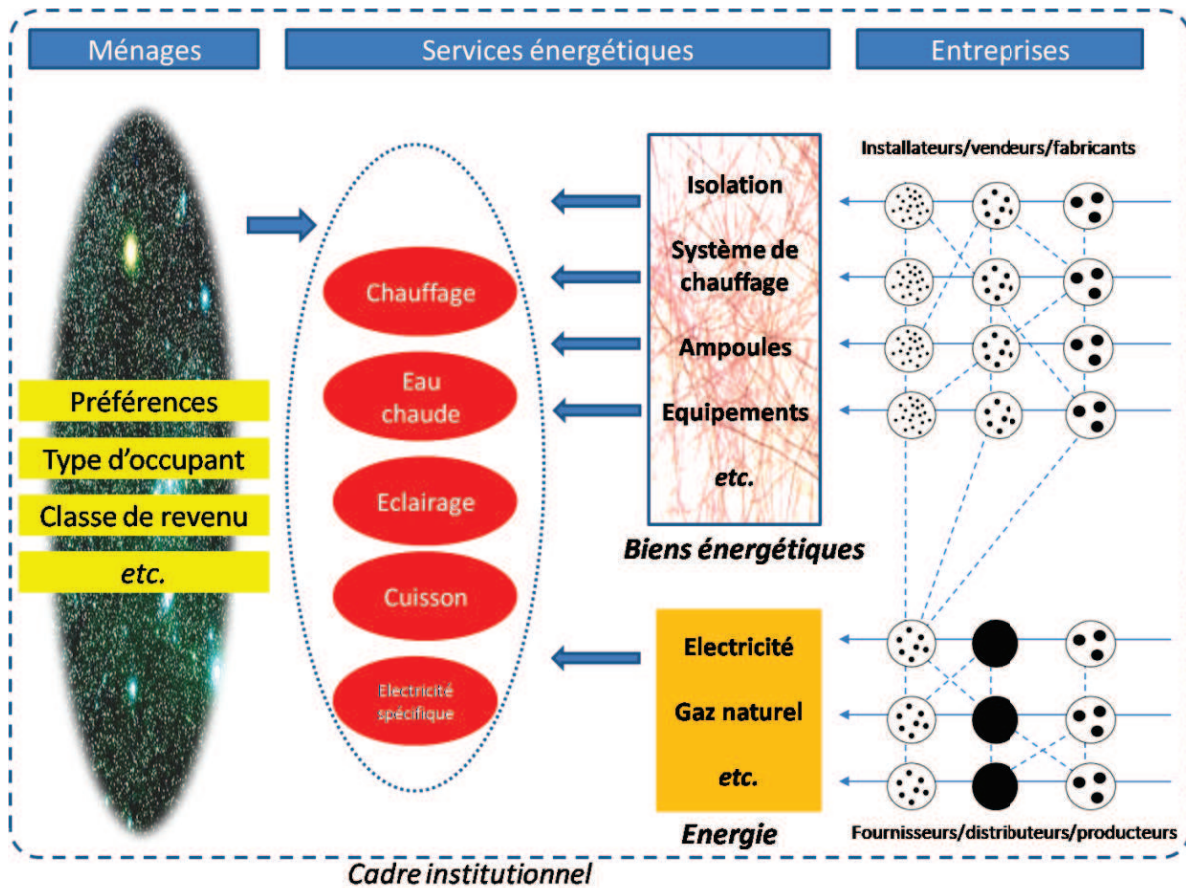 Ménages
Services énergétiques
Entreprises
Installateurs/vendeurs/fabricants
Isolation
Système de
chauffage
Ampoules
Equipements
etc.
Biens énergétiques
Chauffage
Eau
chaude
Eclairage
Cuisson
Electricité
spécifique
Préférences
Type d'occupant
Classe de revenu
etc.
Electricité
Gaz naturel
etc.
Energie
Fournisseurs/distributeurs/producteurs
Cadre institutionnel